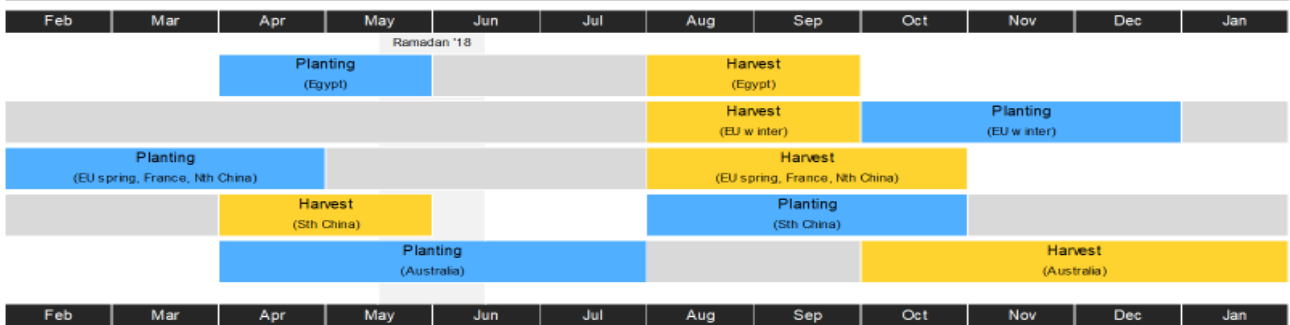 Feb Mar Apr May Jun Jul Aug Sep Oct Nov Dec Jan
Ramadan '18
Planting Harvest
(Egypt) (Egypt)
Harvest Planting
(EU winter) (EU winter)
Planting Harvest
(EU spring, France, Nth China) (EU spring, France, Nth China)
Harvest Planting
(Sth China) (Sth China)
Planting Harvest
(Australia) (Australia)
Feb Mar Apr May Jun Jul Aug Sep Oct Nov Dec Jan